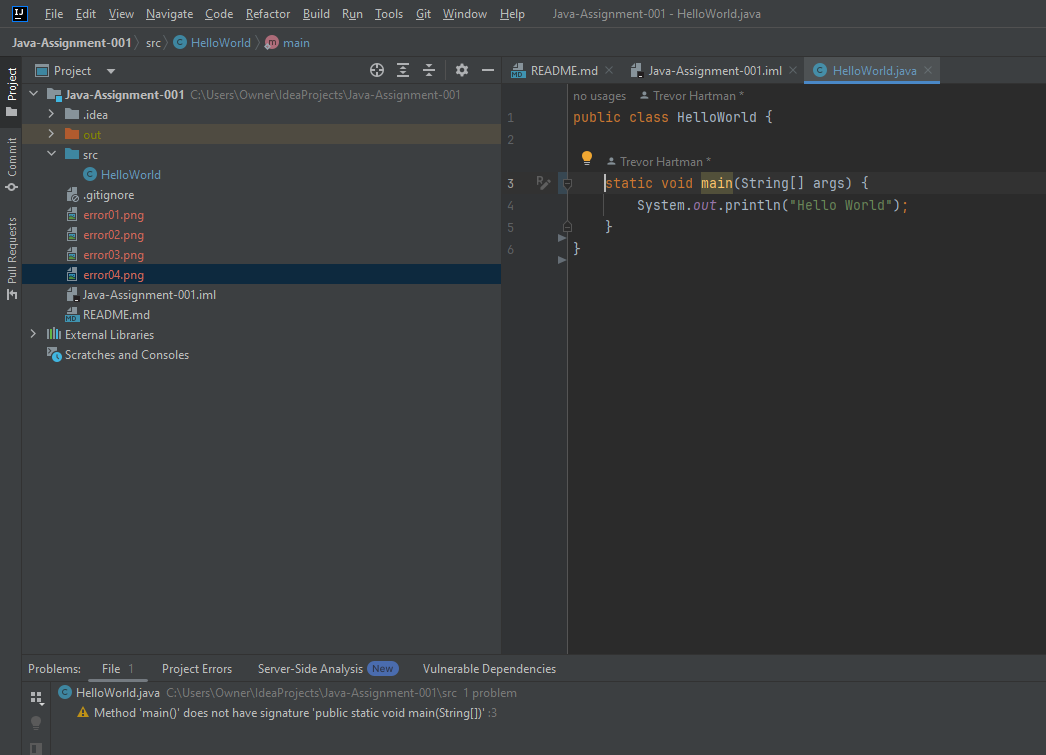 File Edit View Navigate Code Refactor Build Run Tools Git Window Help Java-Assignment-001 - HelloWorld.java
Java-Assignment-001 src HelloWorld main
Project
Commit
Pull Requests
Project
Java-Assignment-001 C:\Users\Owner\IdeaProjects\Java-Assignment-001
.idea
out
src
HelloWorld
.gitignore
error01.png
error02.png
error03.png
error04.png
Java-Assignment-001.iml
README.md
External Libraries
Scratches and Consoles
README.md Java-Assignment-001.iml HelloWorld.java
no usages Trevor Hartman *
1 public class HelloWorld {
2
Trevor Hartman *
3 static void main(String[] args) {
4 System.out.println("Hello World");
5 }
6 }
Problems: File 1 Project Errors Server-Side Analysis New Vulnerable Dependencies
HelloWorld.java C:\Users\Owner\IdeaProjects\Java-Assignment-001\src 1 problem
Method 'main()' does not have signature 'public static void main(String[])' :3